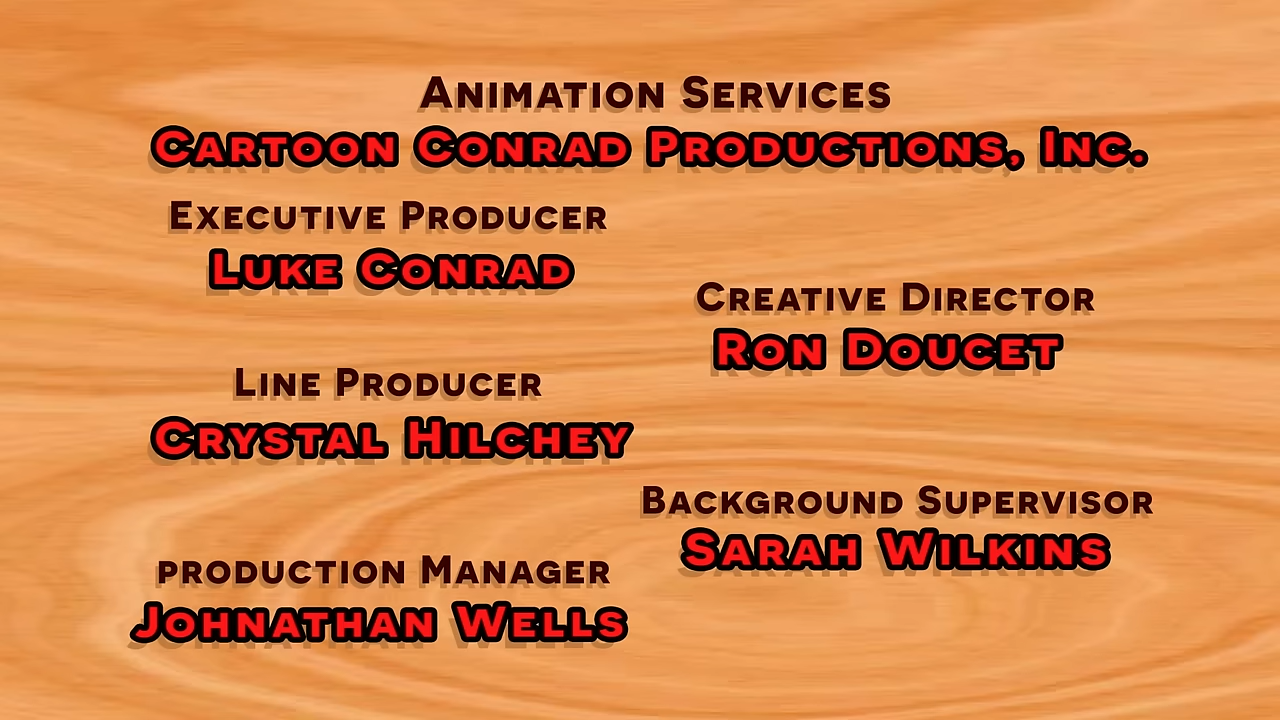 Animation Services
Cartoon Conrad Productions, Inc.
Executive Producer
Luke Conrad
Creative Director
Ron Doucet
Line Producer
Crystal Hilchey
Background Supervisor
Sarah Wilkins
production Manager
Johnathan Wells